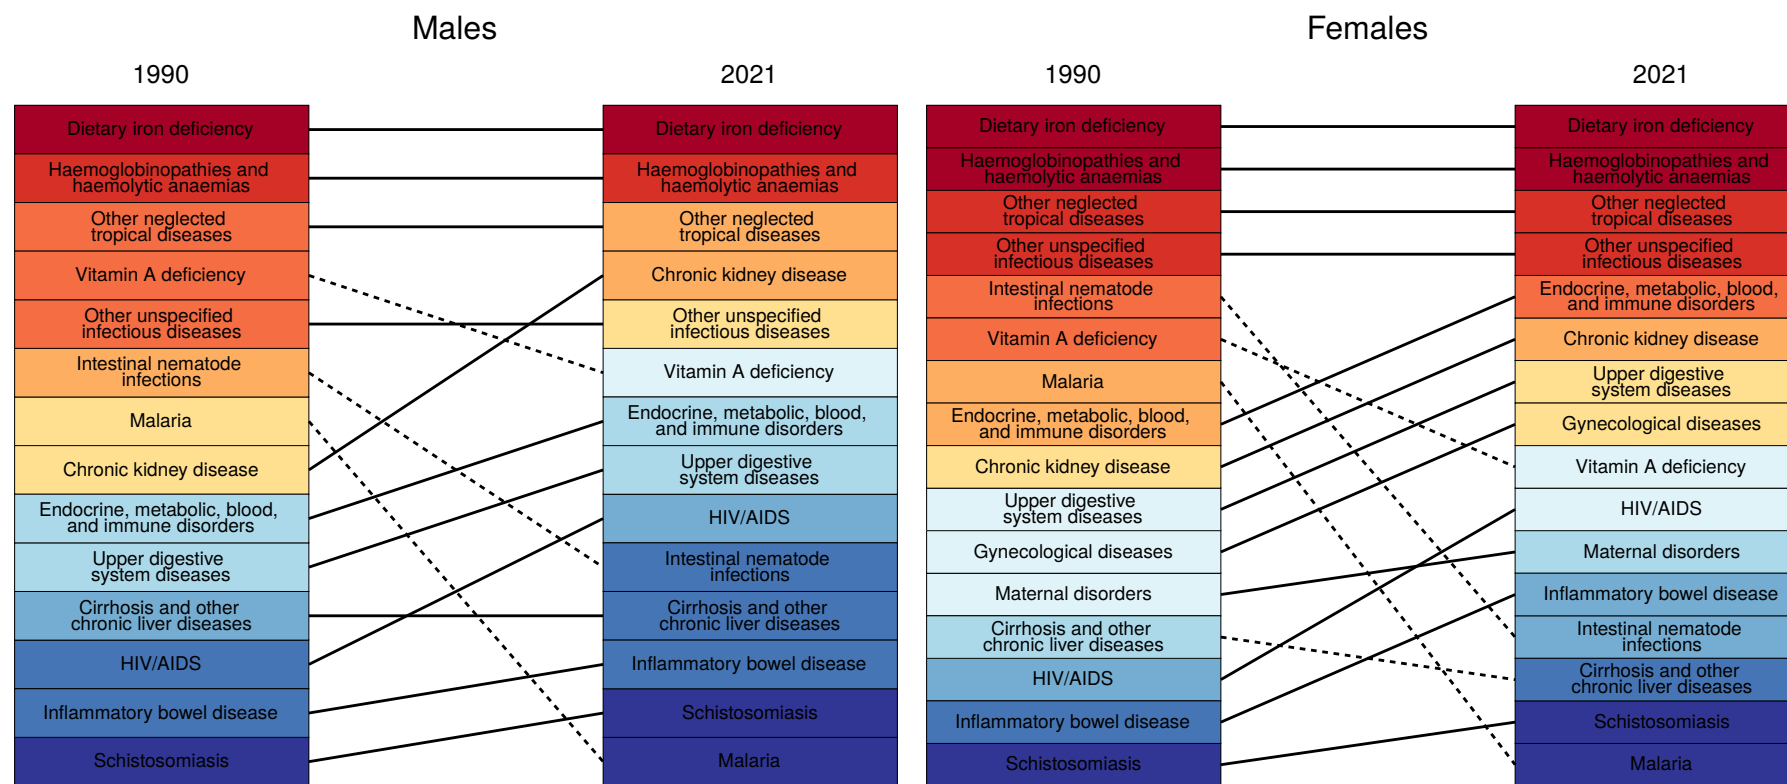 Males
1990
2021
Dietary iron deficiency
Haemoglobinopathies and
haemolytic anaemias
Other neglected
tropical diseases
Vitamin A deficiency
Other unspecified
infectious diseases
Intestinal nematode
infections
Malaria
Chronic kidney disease
Endocrine, metabolic, blood,
and immune disorders
Upper digestive
system diseases
Cirrhosis and other
chronic liver diseases
HIV/AIDS
Inflammatory bowel disease
Schistosomiasis
Dietary iron deficiency
Haemoglobinopathies and
haemolytic anaemias
Other neglected
tropical diseases
Chronic kidney disease
Other unspecified
infectious diseases
Vitamin A deficiency
Endocrine, metabolic, blood,
and immune disorders
Upper digestive
system diseases
HIV/AIDS
Intestinal nematode
infections
Cirrhosis and other
chronic liver diseases
Inflammatory bowel disease
Schistosomiasis
Malaria
Females
1990
2021
Dietary iron deficiency
Haemoglobinopathies and
haemolytic anaemias
Other neglected
tropical diseases
Other unspecified
infectious diseases
Intestinal nematode
infections
Vitamin A deficiency
Malaria
Endocrine, metabolic, blood,
and immune disorders
Chronic kidney disease
Upper digestive
system diseases
Gynecological diseases
Maternal disorders
Cirrhosis and other
chronic liver diseases
HIV/AIDS
Inflammatory bowel disease
Schistosomiasis
Dietary iron deficiency
Haemoglobinopathies and
haemolytic anaemias
Other neglected
tropical diseases
Other unspecified
infectious diseases
Endocrine, metabolic, blood,
and immune disorders
Chronic kidney disease
Upper digestive
system diseases
Gynecological diseases
Vitamin A deficiency
HIV/AIDS
Maternal disorders
Inflammatory bowel disease
Intestinal nematode
infections
Cirrhosis and other
chronic liver diseases
Schistosomiasis
Malaria